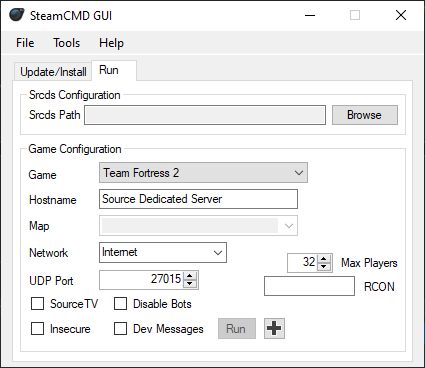 SteamCMD GUI
File Tools Help
Update/Install Run
Srcds Configuration
Srcds Path Browse
Game Configuration
Game Team Fortress 2
Hostname Source Dedicated Server
Map
Network Internet 32 Max Players
UDP Port 27015 RCON
SourceTV Disable Bots
Insecure Dev Messages Run